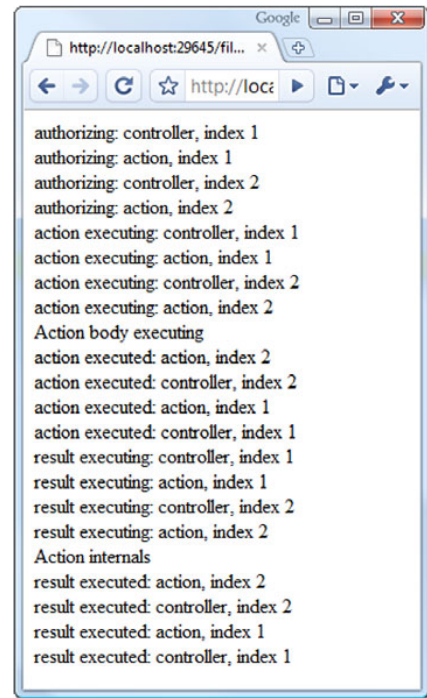 Google
http://localhost:29645/fil...
http://loca
authorizing: controller, index 1
authorizing: action, index 1
authorizing: controller, index 2
authorizing: action, index 2
action executing: controller, index 1
action executing: action, index 1
action executing: controller, index 2
action executing: action, index 2
Action body executing
action executed: action, index 2
action executed: controller, index 2
action executed: action, index 1
action executed: controller, index 1
result executing: controller, index 1
result executing: action, index 1
result executing: controller, index 2
result executing: action, index 2
Action internals
result executed: action, index 2
result executed: controller, index 2
result executed: action, index 1
result executed: controller, index 1